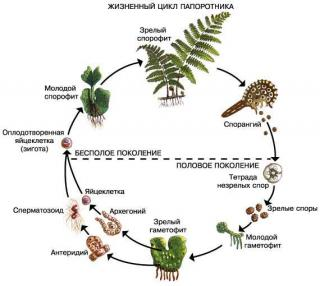 ЖИЗНЕННЫЙ ЦИКЛ ПАПОРОТНИКА
Зрелый
спорофит
Молодой
спорофит
Спорангий
Оплодотворенная
яйцеклетка
(зигота)
БЕСПОЛОЕ ПОКОЛЕНИЕ
ПОЛОВОЕ ПОКОЛЕНИЕ
Тетрада
незрелых спор
Яйцеклетка
Сперматозоид
Архегоний
Зрелый
гаметофит
Зрелые споры
Молодой
гаметофит
Антеридий